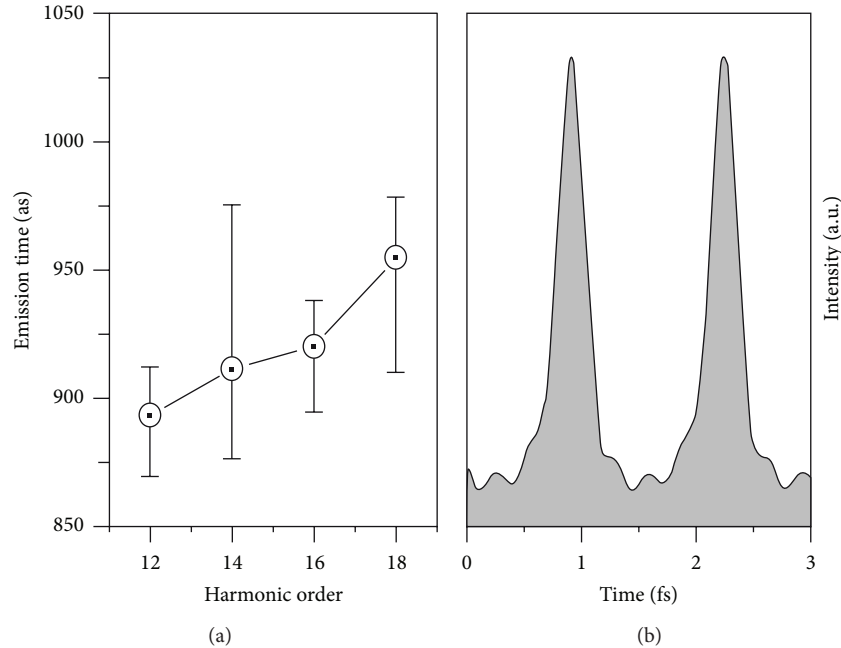 1050
1000
950
900
850
Emission time (as)
12 14 16 18
Harmonic order
(a)
Intensity (a.u.)
0 1 2 3
Time (fs)
(b)